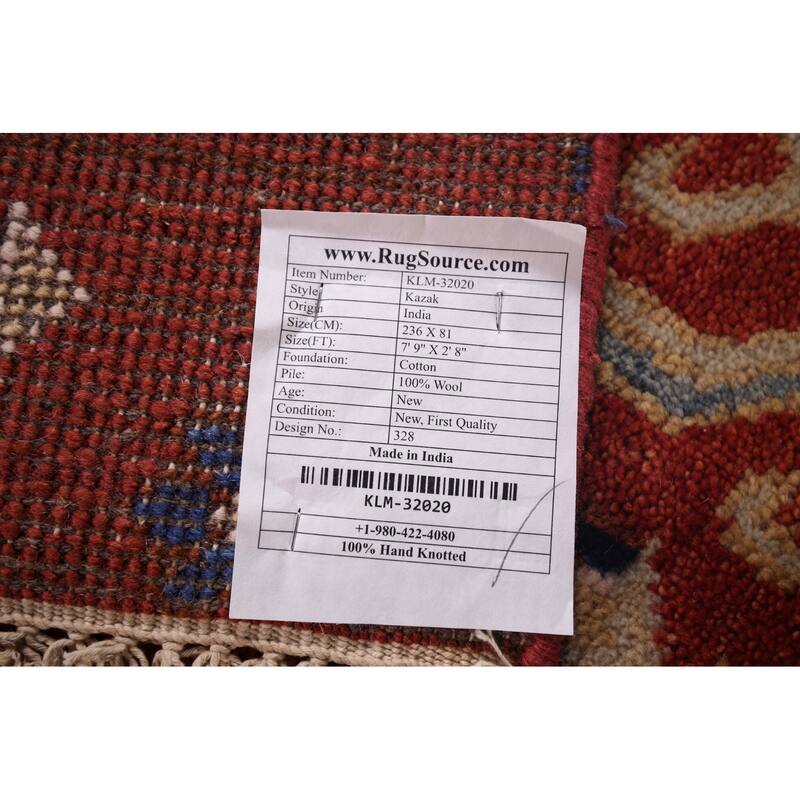 www.RugSource.com
Item Number: KLM-32020
Style: Kazak
Origin India
Size(CM): 236 X 81
Size(FT): 7' 9" X 2' 8"
Foundation: Cotton
Pile: 100% Wool
Age: New
Condition: New, First Quality
Design No.: 328
Made in India
KLM-32020
+1-980-422-4080
100% Hand Knotted